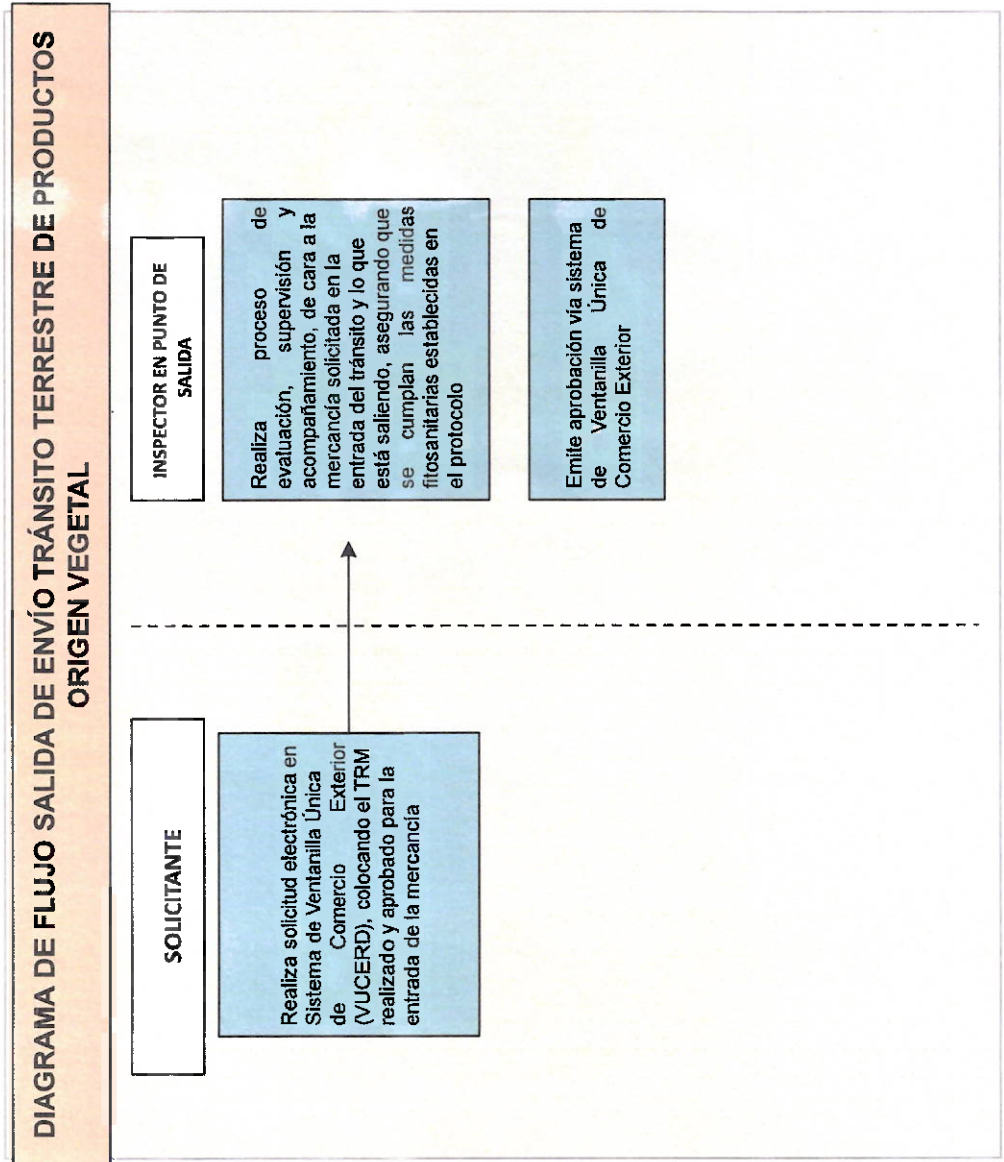 DIAGRAMA DE FLUJO SALIDA DE ENVÍO TRÁNSITO TERRESTRE DE PRODUCTOS
ORIGEN VEGETAL
SOLICITANTE
Realiza solicitud electrónica en
Sistema de Ventanilla Única
de Comercio Exterior
(VUCERD), colocando el TRM
realizado y aprobado para la
entrada de la mercancía
INSPECTOR EN PUNTO DE
SALIDA
Realiza proceso de
evaluación, supervisión y
acompañamiento, de cara a la
mercancía solicitada en la
entrada del tránsito y lo que
está saliendo, asegurando que
se cumplan las medidas
fitosanitarias establecidas en
el protocolo
Emite aprobación vía sistema
de Ventanilla Única de
Comercio Exterior